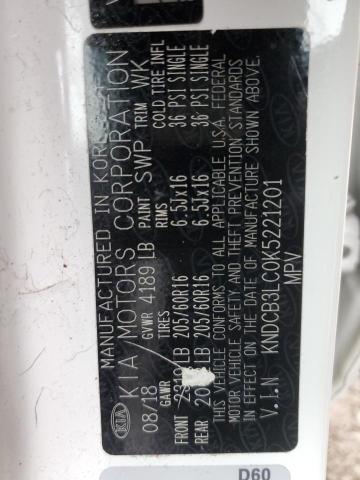 MANUFACTURED IN KOREA
KIA MOTORS CORPORATION
08/18 GVWR 4189 LB PAINT SWP TRIM WK
GAWR TIRES RIMS COLD TIRE INFL
FRONT LB 205/60R16 6.5Jx16 36 PSI SINGLE
REAR LB 205/60R16 6.5Jx16 36 PSI SINGLE
THIS VEHICLE CONFORMS TO ALL APPLICABLE U.S.A. FEDERAL
MOTOR VEHICLE SAFETY AND THEFT PREVENTION STANDARDS
IN EFFECT ON THE DATE OF MANUFACTURE SHOWN ABOVE.
V.I.N KNDCB3LC0K5221201
MPV
KIA
D60